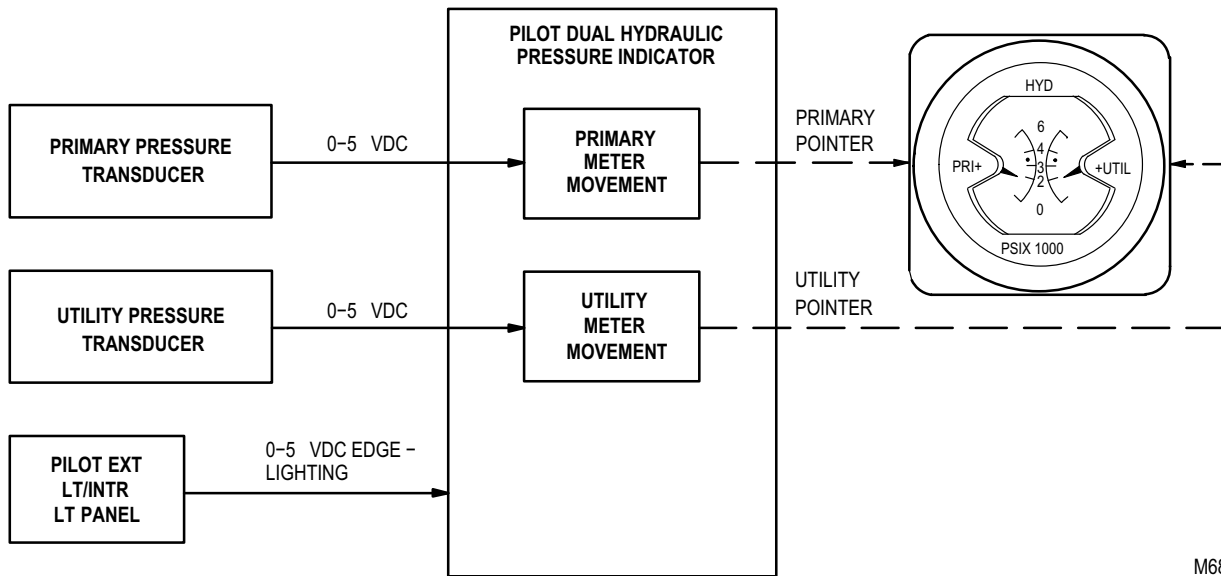 PILOT DUAL HYDRAULIC
PRESSURE INDICATOR
PRIMARY PRESSURE
TRANSDUCER
0–5 VDC
PRIMARY
METER
MOVEMENT
PRIMARY
POINTER
HYD
6
4
3
2
0
PRI+
+UTIL
PSIX 1000
UTILITY PRESSURE
TRANSDUCER
0–5 VDC
UTILITY
METER
MOVEMENT
UTILITY
POINTER
PILOT EXT
LT/INTR
LT PANEL
0–5 VDC EDGE –
LIGHTING
M68